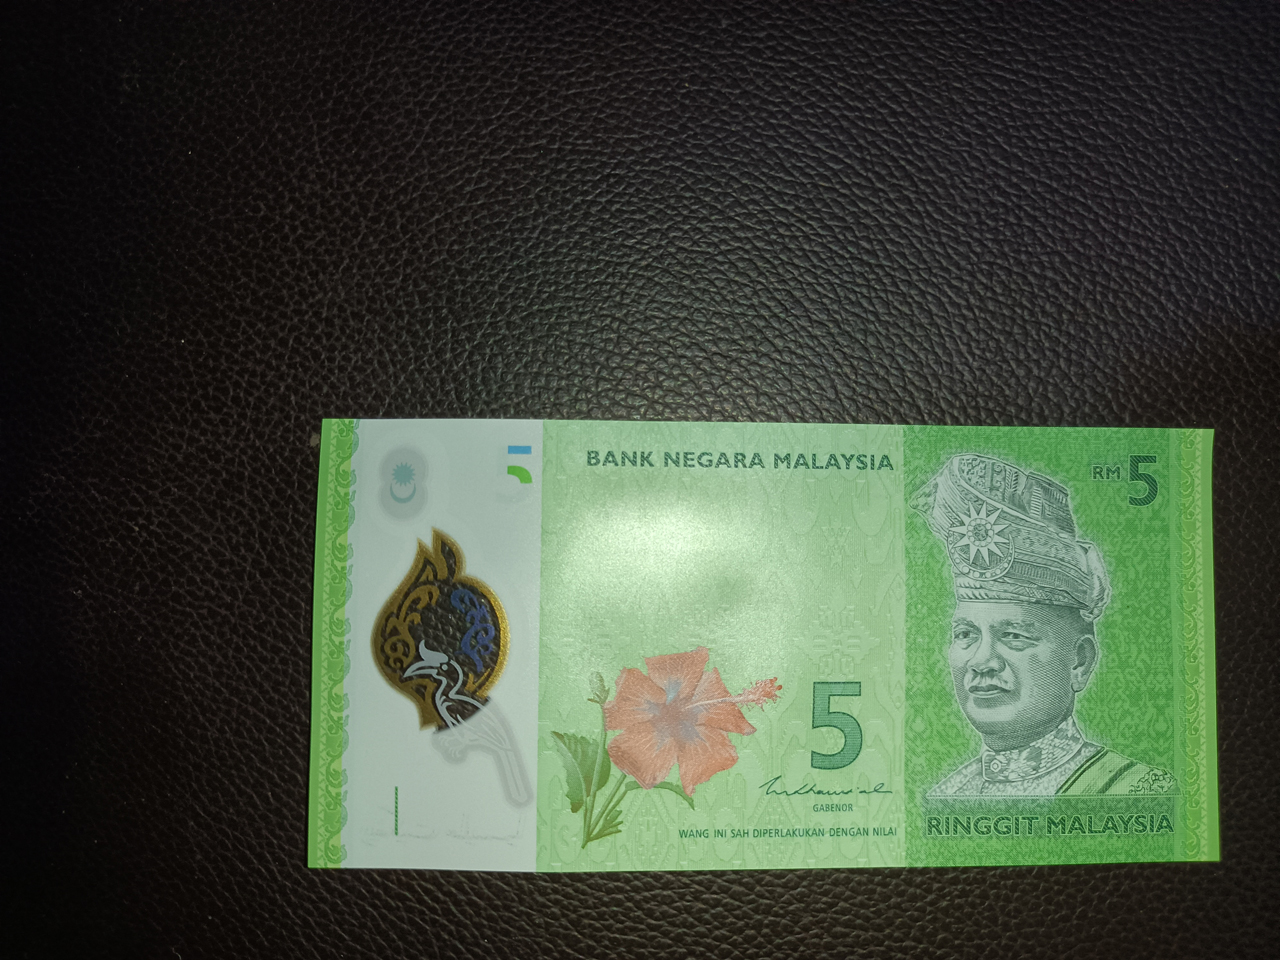 BANK NEGARA MALAYSIA
RM 5
5
GABENOR
WANG INI SAH DIPERLAKUKAN DENGAN NILAI
RINGGIT MALAYSIA